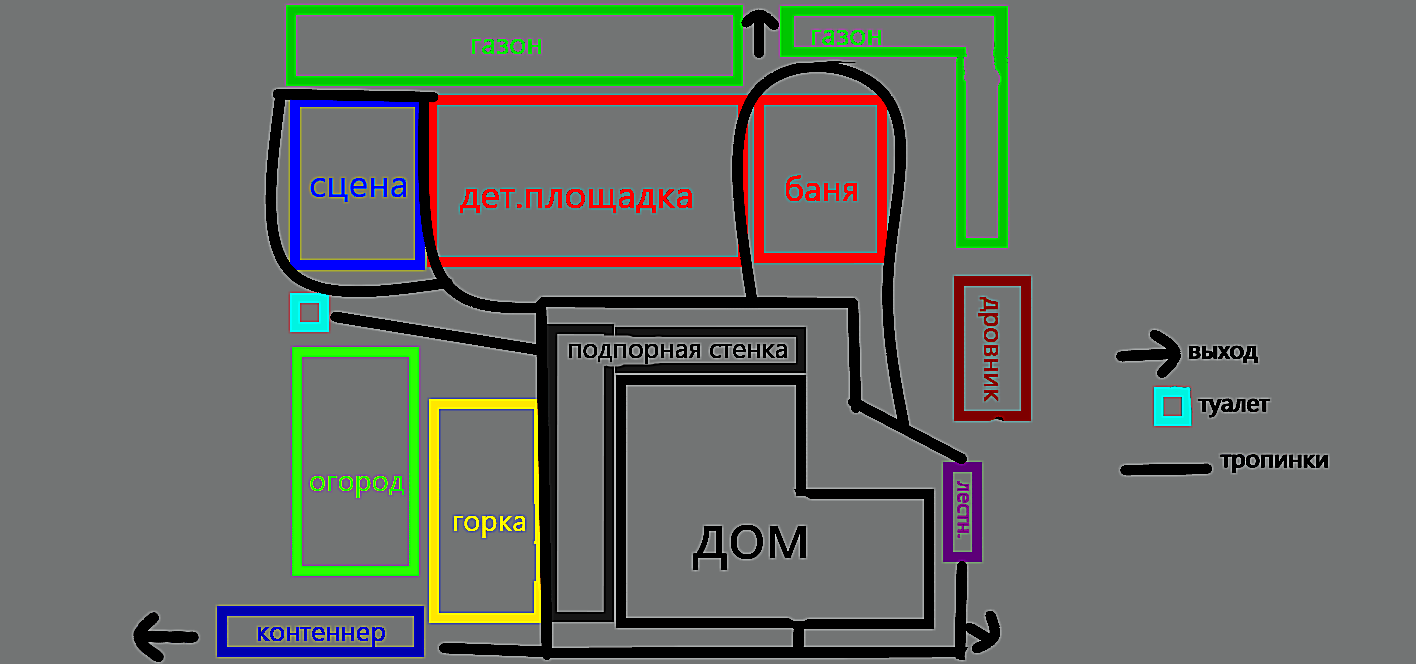 газон
газон
сцена
дет.площадка
баня
дровник
подпорная стенка
выход
туалет
тропинки
огород
горка
ДОМ
лестн.
контеннер